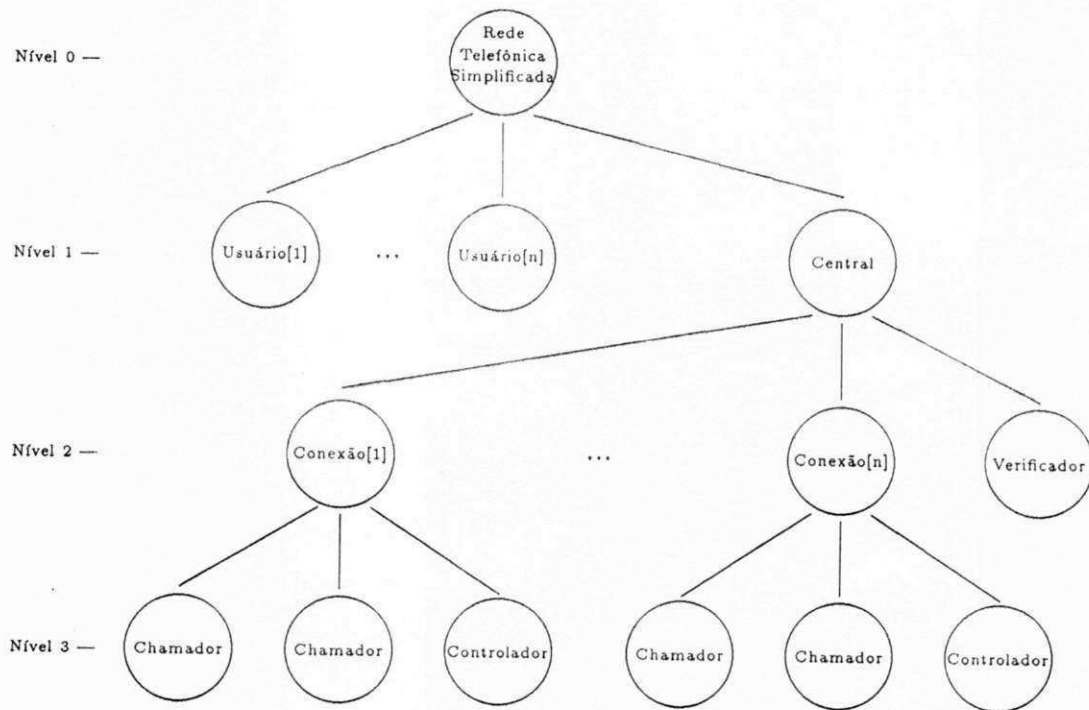 Nível 0 —
Rede
Telefônica
Simplificada
Nível 1 —
Usuário[1]
...
Usuário[n]
Central
Nível 2 —
Conexão[1]
...
Conexão[n]
Verificador
Nível 3 —
Chamador
Chamador
Controlador
Chamador
Chamador
Controlador